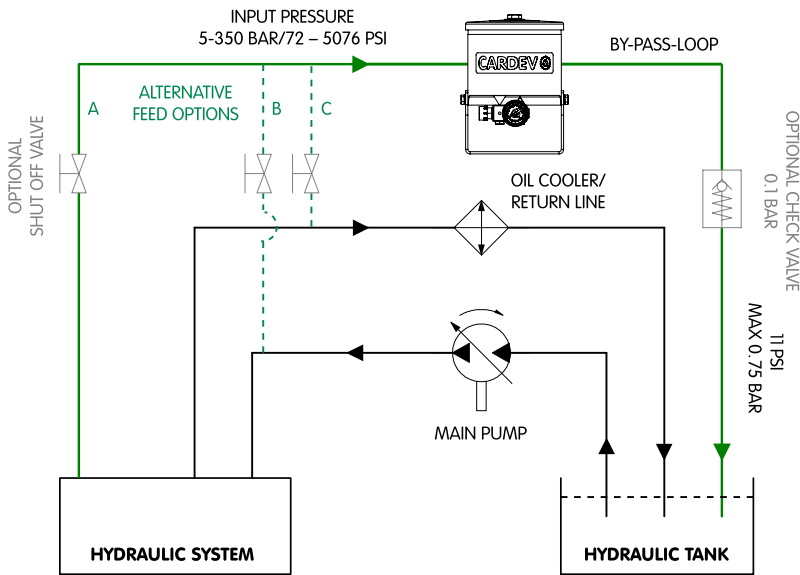 INPUT PRESSURE
5-350 BAR/72 – 5076 PSI
BY-PASS-LOOP
CARDEV
ALTERNATIVE
FEED OPTIONS
A
B
C
OPTIONAL
SHUT OFF VALVE
OIL COOLER/
RETURN LINE
OPTIONAL CHECK VALVE
0.1 BAR
11 PSI
MAX 0.75 BAR
MAIN PUMP
HYDRAULIC SYSTEM
HYDRAULIC TANK